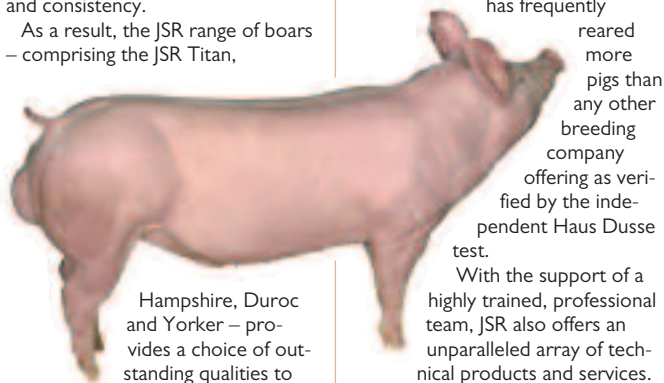 and consistency.
As a result, the JSR range of boars
– comprising the JSR Titan,
Hampshire, Duroc
and Yorker – pro-
vides a choice of out-
standing qualities to
has frequently
reared
more
pigs than
any other
breeding
company
offering as veri-
fied by the inde-
pendent Haus Dusse
test.
With the support of a
highly trained, professional
team, JSR also offers an
unparalleled array of tech-
nical products and services.